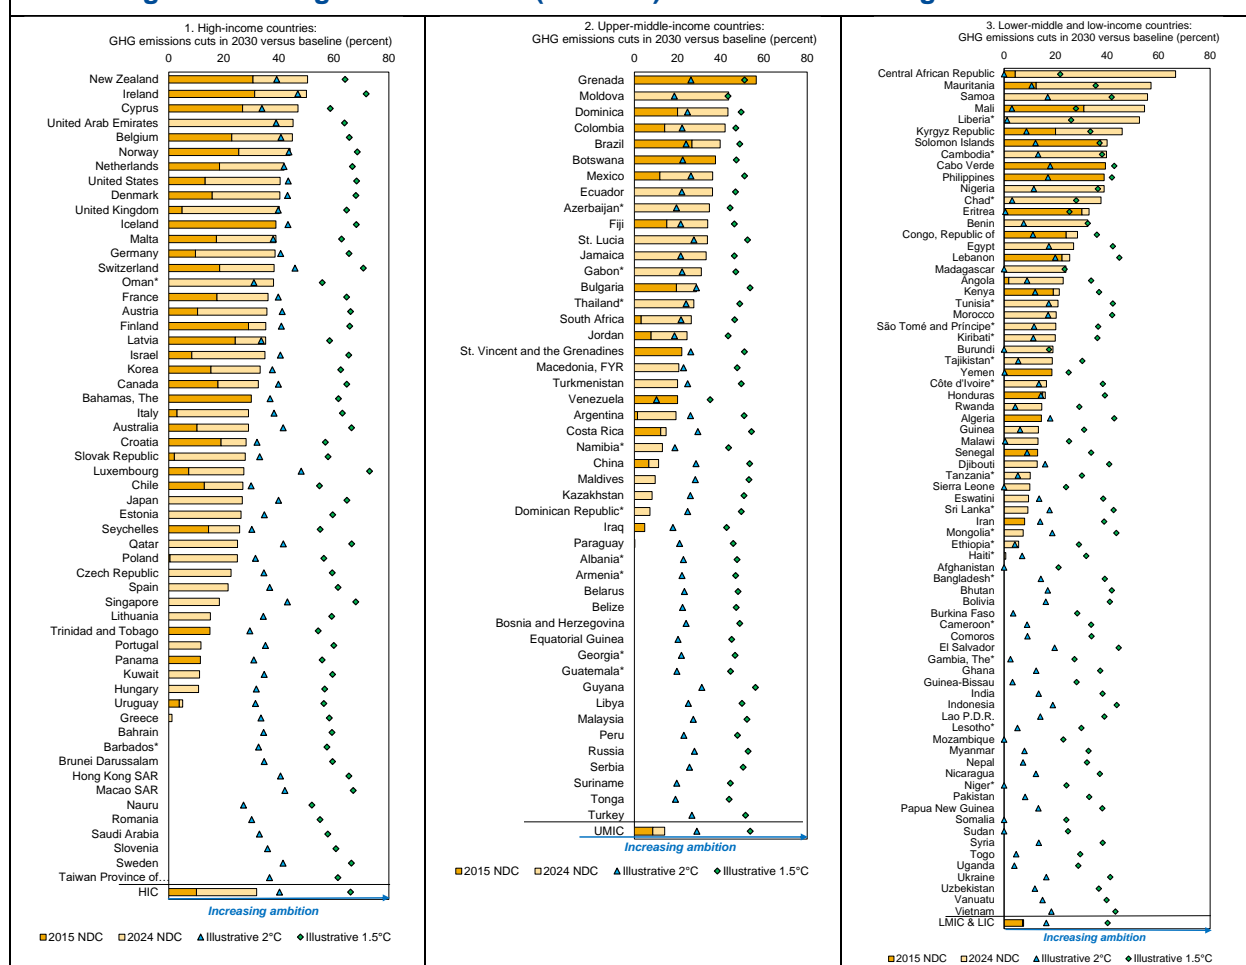 1. High-income countries:
GHG emissions cuts in 2030 versus baseline (percent)
0 20 40 60 80
New Zealand
Ireland
Cyprus
United Arab Emirates
Belgium
Norway
Netherlands
United States
Denmark
United Kingdom
Iceland
Malta
Germany
Switzerland
Oman*
France
Austria
Finland
Latvia
Israel
Korea
Canada
Bahamas, The
Italy
Australia
Croatia
Slovak Republic
Luxembourg
Chile
Japan
Estonia
Seychelles
Qatar
Poland
Czech Republic
Spain
Singapore
Lithuania
Trinidad and Tobago
Portugal
Panama
Kuwait
Hungary
Uruguay
Greece
Bahrain
Barbados*
Brunei Darussalam
Hong Kong SAR
Macao SAR
Nauru
Romania
Saudi Arabia
Slovenia
Sweden
Taiwan Province of...
HIC
Increasing ambition
2015 NDC 2024 NDC Illustrative 2°C Illustrative 1.5°C
2. Upper-middle-income countries:
GHG emissions cuts in 2030 versus baseline (percent)
0 20 40 60 80
Grenada
Moldova
Dominica
Colombia
Brazil
Botswana
Mexico
Ecuador
Azerbaijan*
Fiji
St. Lucia
Jamaica
Gabon*
Bulgaria
Thailand*
South Africa
Jordan
St. Vincent and the Grenadines
Macedonia, FYR
Turkmenistan
Venezuela
Argentina
Costa Rica
Namibia*
China
Maldives
Kazakhstan
Dominican Republic*
Iraq
Paraguay
Albania*
Armenia*
Belarus
Belize
Bosnia and Herzegovina
Equatorial Guinea
Georgia*
Guatemala*
Guyana
Libya
Malaysia
Peru
Russia
Serbia
Suriname
Tonga
Turkey
UMIC
Increasing ambition
2015 NDC 2024 NDC Illustrative 2°C Illustrative 1.5°C
3. Lower-middle and low-income countries:
GHG emissions cuts in 2030 versus baseline (percent)
0 20 40 60 80
Central African Republic
Mauritania
Samoa
Mali
Liberia*
Kyrgyz Republic
Solomon Islands
Cambodia*
Cabo Verde
Philippines
Nigeria
Chad*
Eritrea
Benin
Congo, Republic of
Egypt
Lebanon
Madagascar
Angola
Kenya
Tunisia*
Morocco
São Tomé and Príncipe*
Kiribati*
Burundi
Tajikistan*
Yemen
Côte d'Ivoire*
Honduras
Rwanda
Algeria
Guinea
Malawi
Senegal
Djibouti
Tanzania*
Sierra Leone
Eswatini
Sri Lanka*
Iran
Mongolia*
Ethiopia*
Haiti*
Afghanistan
Bangladesh*
Bhutan
Bolivia
Burkina Faso
Cameroon*
Comoros
El Salvador
Gambia, The*
Ghana
Guinea-Bissau
India
Indonesia
Lao P.D.R.
Lesotho*
Mozambique
Myanmar
Nepal
Nicaragua
Niger*
Pakistan
Papua New Guinea
Somalia
Sudan
Syria
Togo
Uganda
Ukraine
Uzbekistan
Vanuatu
Vietnam
LMIC & LIC
Increasing ambition
2015 NDC 2024 NDC Illustrative 2°C Illustrative 1.5°C